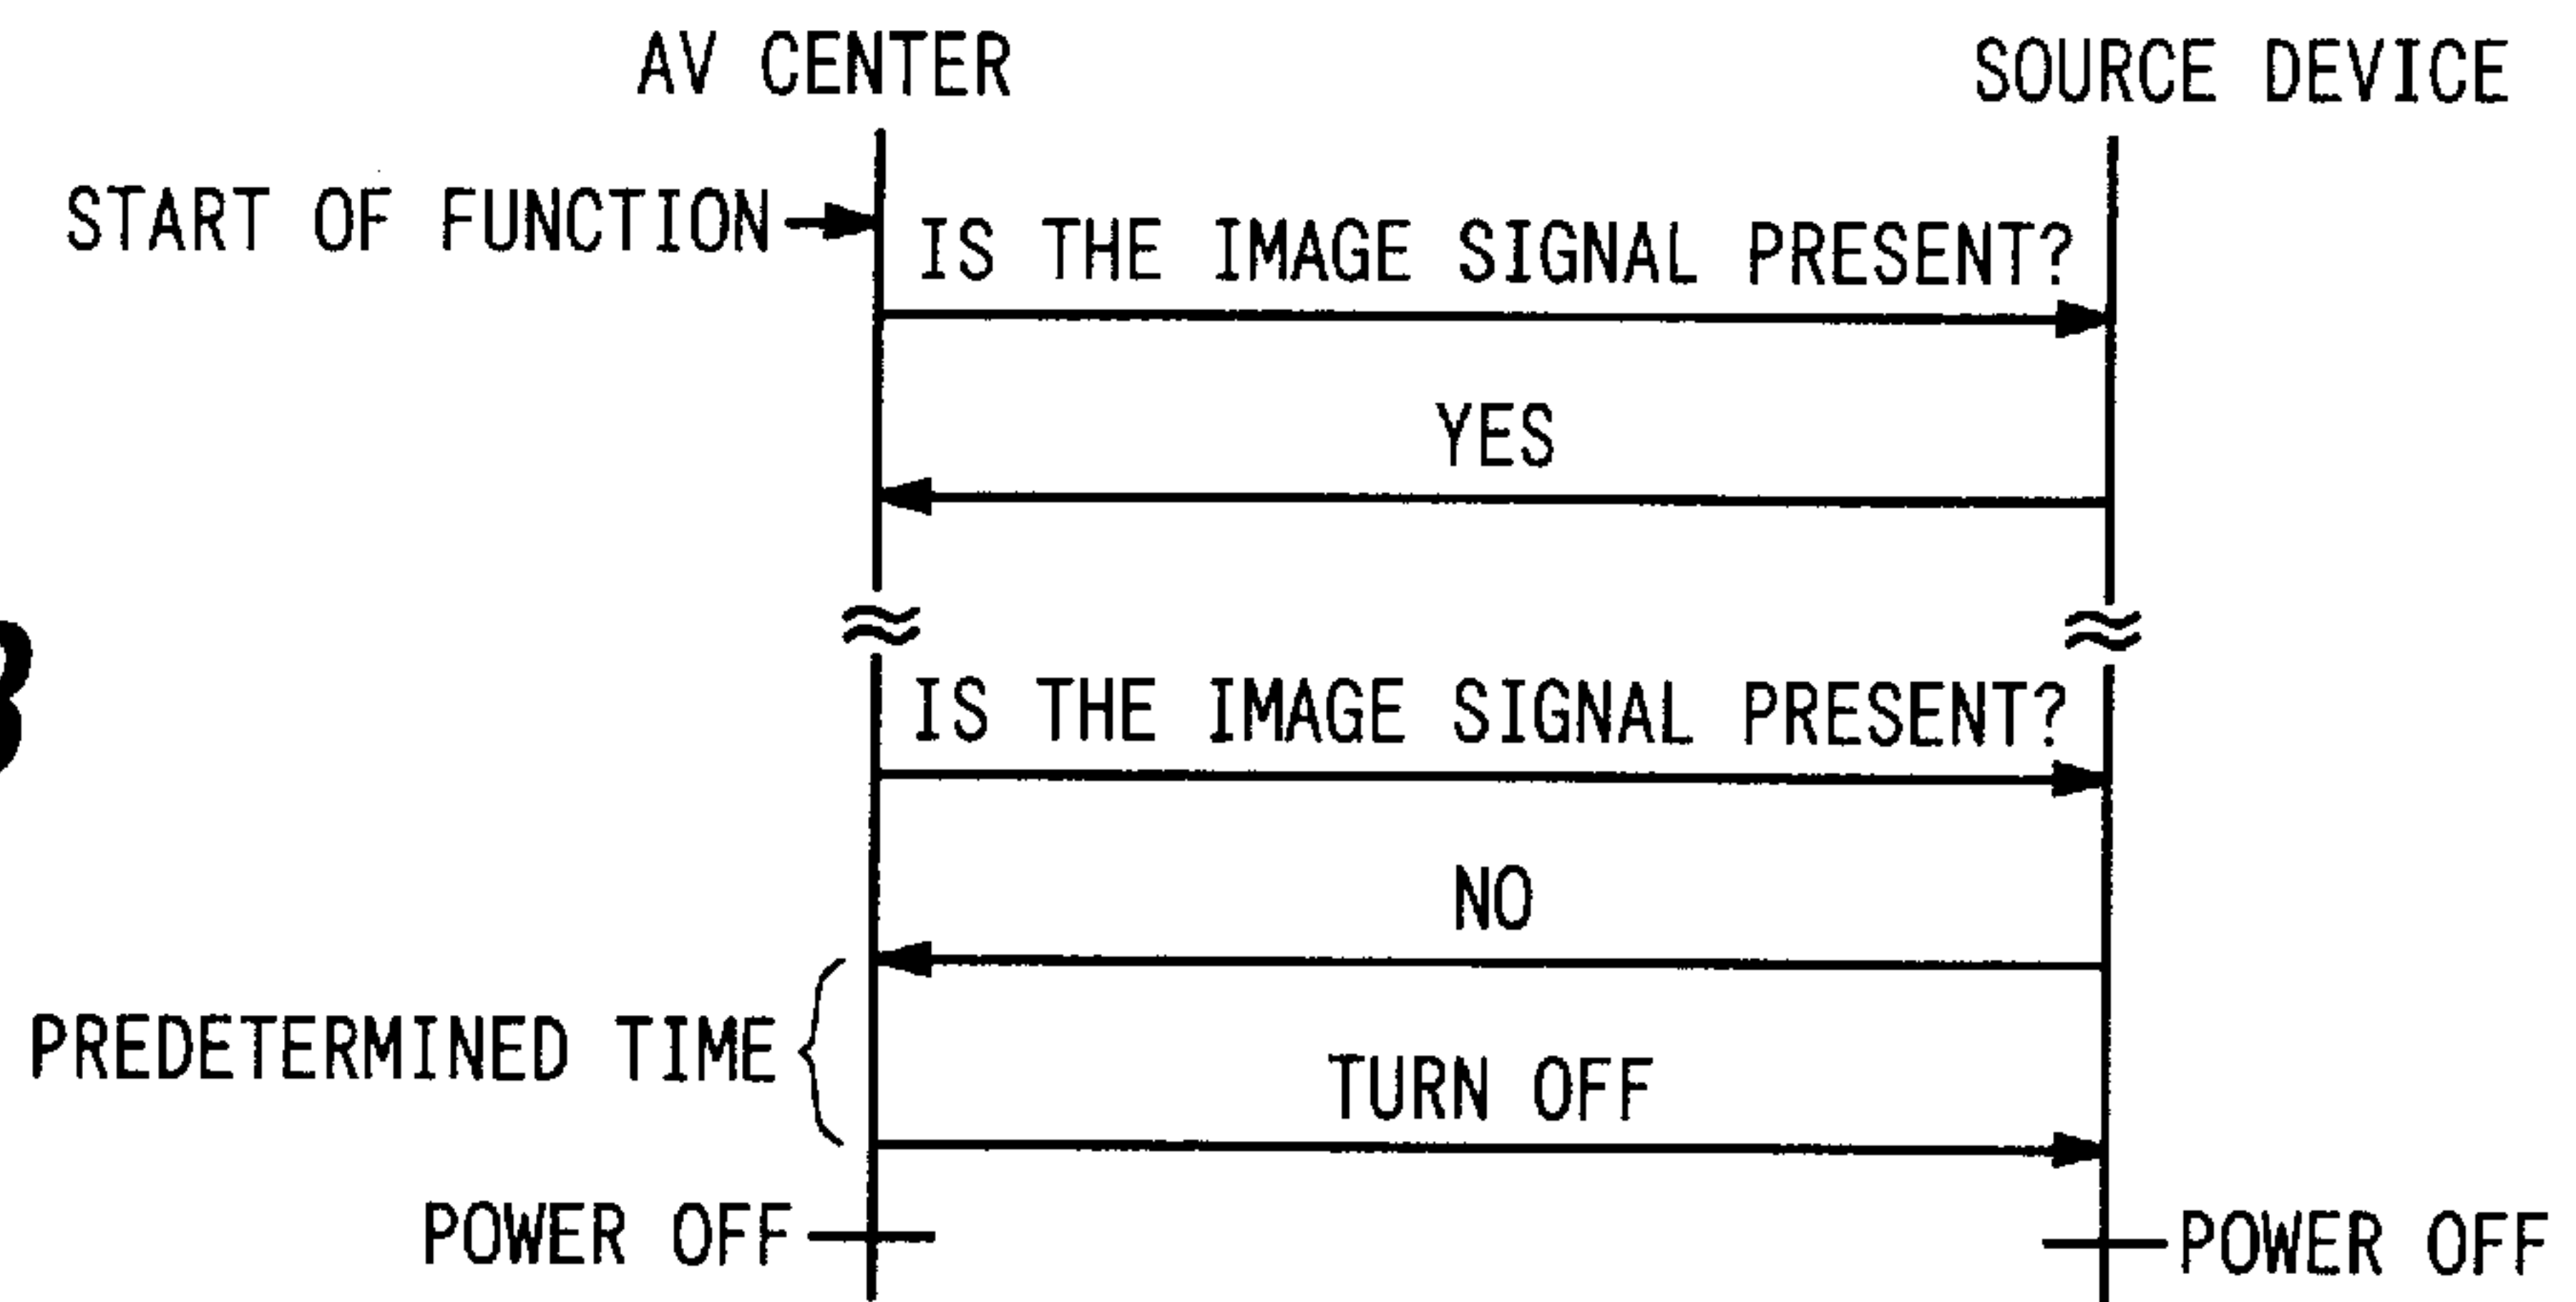 AV CENTER
SOURCE DEVICE
START OF FUNCTION
IS THE IMAGE SIGNAL PRESENT?
YES
IS THE IMAGE SIGNAL PRESENT?
NO
PREDETERMINED TIME
TURN OFF
POWER OFF
POWER OFF